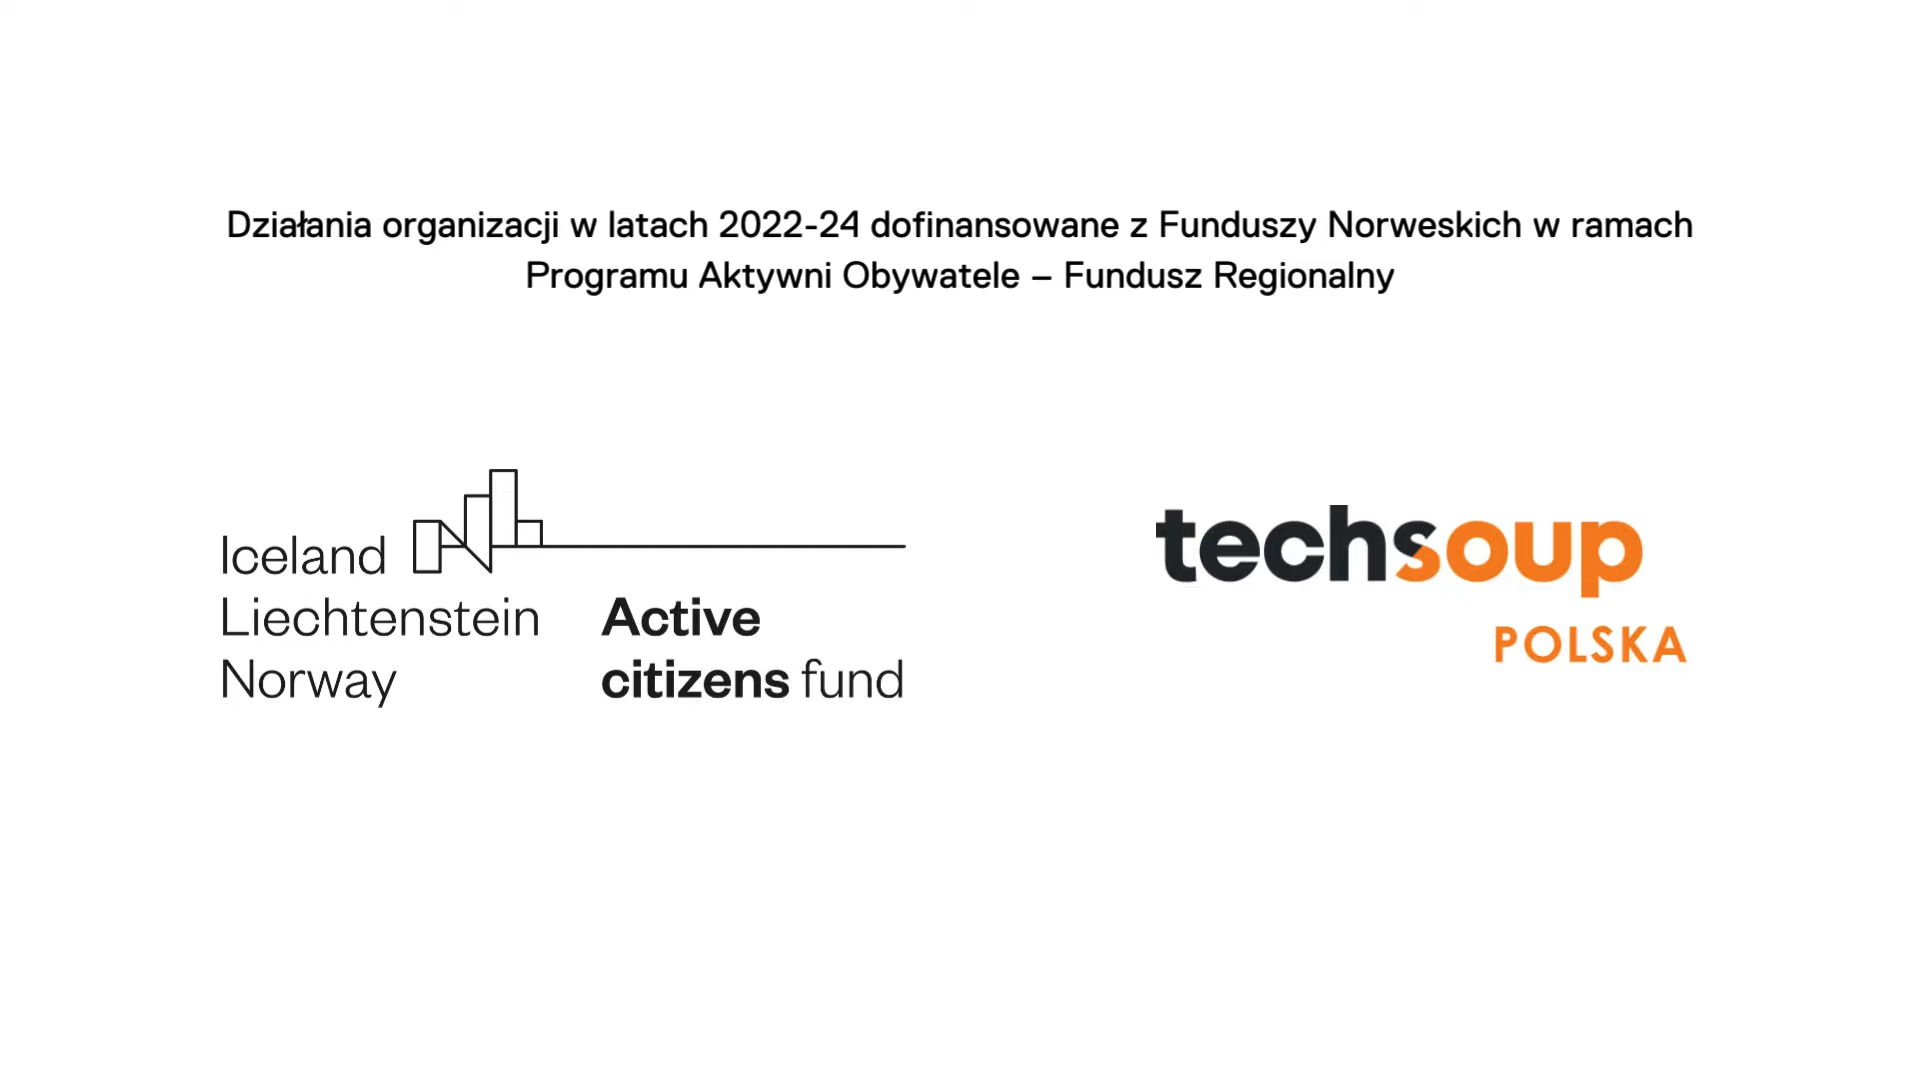 Działania organizacji w latach 2022-24 dofinansowane z Funduszy Norweskich w ramach
Programu Aktywni Obywatele – Fundusz Regionalny
Iceland
Liechtenstein
Norway
Active
citizens fund
techsoup
POLSKA